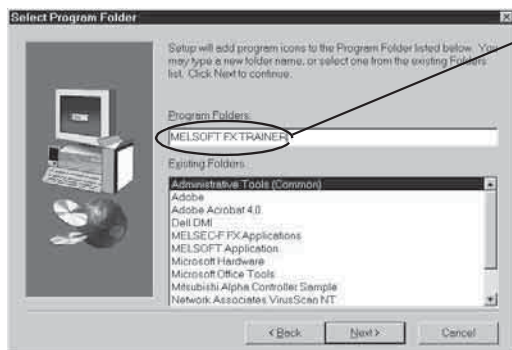 Select Program Folder
Setup will add program icons to the Program Folder listed below. You
may type a new folder name, or select one from the existing Folders
list. Click Next to continue.
Program Folders:
MELSOFT FX TRAINER
Existing Folders:
Administrative Tools (Common)
Adobe
Adobe Acrobat 4.0
Dell DMI
MELSEC-F FX Applications
MELSOFT Application
Microsoft Hardware
Microsoft Office Tools
Mitsubishi Alpha Controller Sample
Network Associates VirusScan NT
< Back
Next >
Cancel